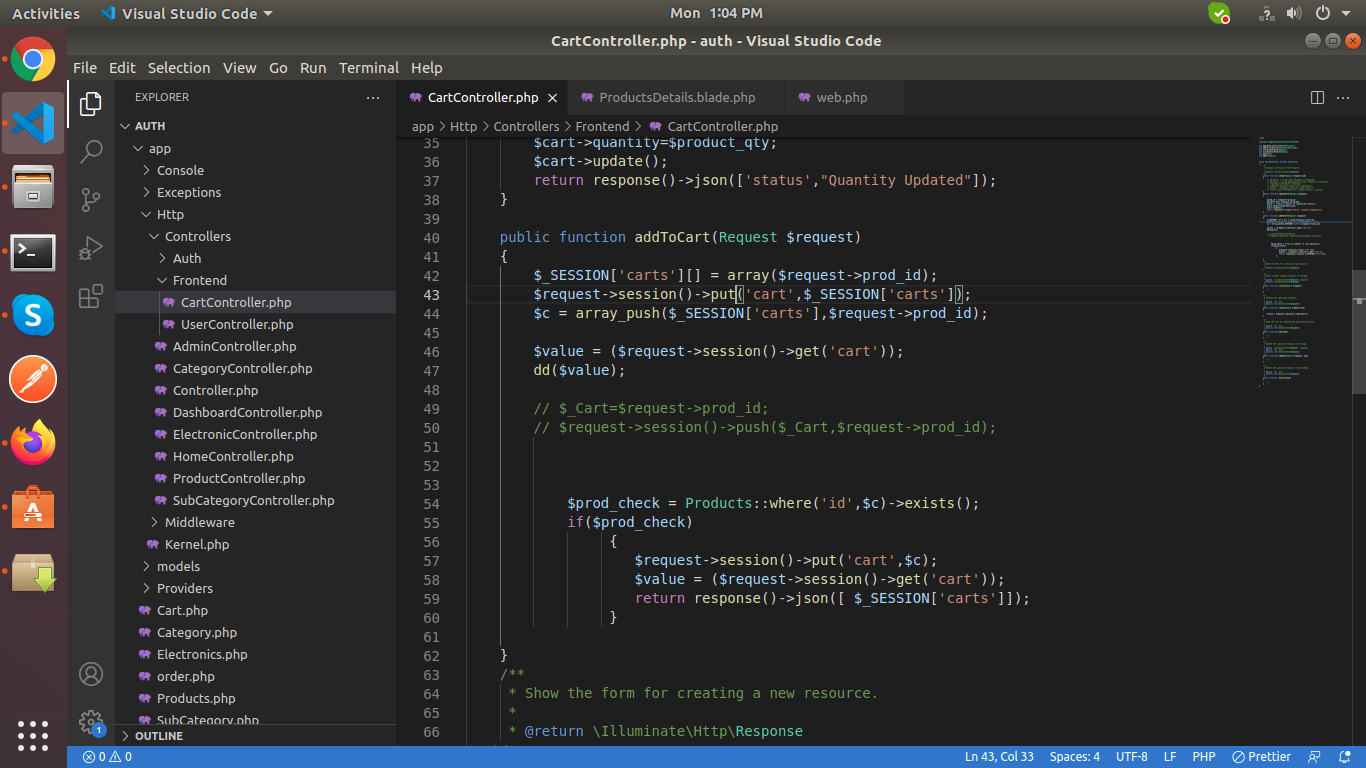 Activities
Visual Studio Code
Mon 1:04 PM
CartController.php - auth - Visual Studio Code
File Edit Selection View Go Run Terminal Help
EXPLORER
AUTH
app
Console
Exceptions
Http
Controllers
Auth
Frontend
CartController.php
UserController.php
AdminController.php
CategoryController.php
Controller.php
DashboardController.php
ElectronicController.php
HomeController.php
ProductController.php
SubCategoryController.php
Middleware
Kernel.php
models
Providers
Cart.php
Category.php
Electronics.php
order.php
Products.php
SubCategory.php
OUTLINE
CartController.php
ProductsDetails.blade.php
web.php
app > Http > Controllers > Frontend > CartController.php
35 $cart->quantity=$product_qty;
36 $cart->update();
37 return response()->json(['status',"Quantity Updated"]);
38 }
39
40 public function addToCart(Request $request)
41 {
42 $_SESSION['carts'][] = array($request->prod_id);
43 $request->session()->put('cart',$_SESSION['carts']);
44 $c = array_push($_SESSION['carts'],$request->prod_id);
45
46 $value = ($request->session()->get('cart'));
47 dd($value);
48
49 // $_Cart=$request->prod_id;
50 // $request->session()->push($_Cart,$request->prod_id);
51
52
53
54 $prod_check = Products::where('id',$c)->exists();
55 if($prod_check)
56 {
57 $request->session()->put('cart',$c);
58 $value = ($request->session()->get('cart'));
59 return response()->json([ $_SESSION['carts']]);
60 }
61
62 }
63 /**
64 * Show the form for creating a new resource.
65 *
66 * @return \Illuminate\Http\Response
1
0 0
Ln 43, Col 33
Spaces: 4
UTF-8
LF
PHP
Prettier